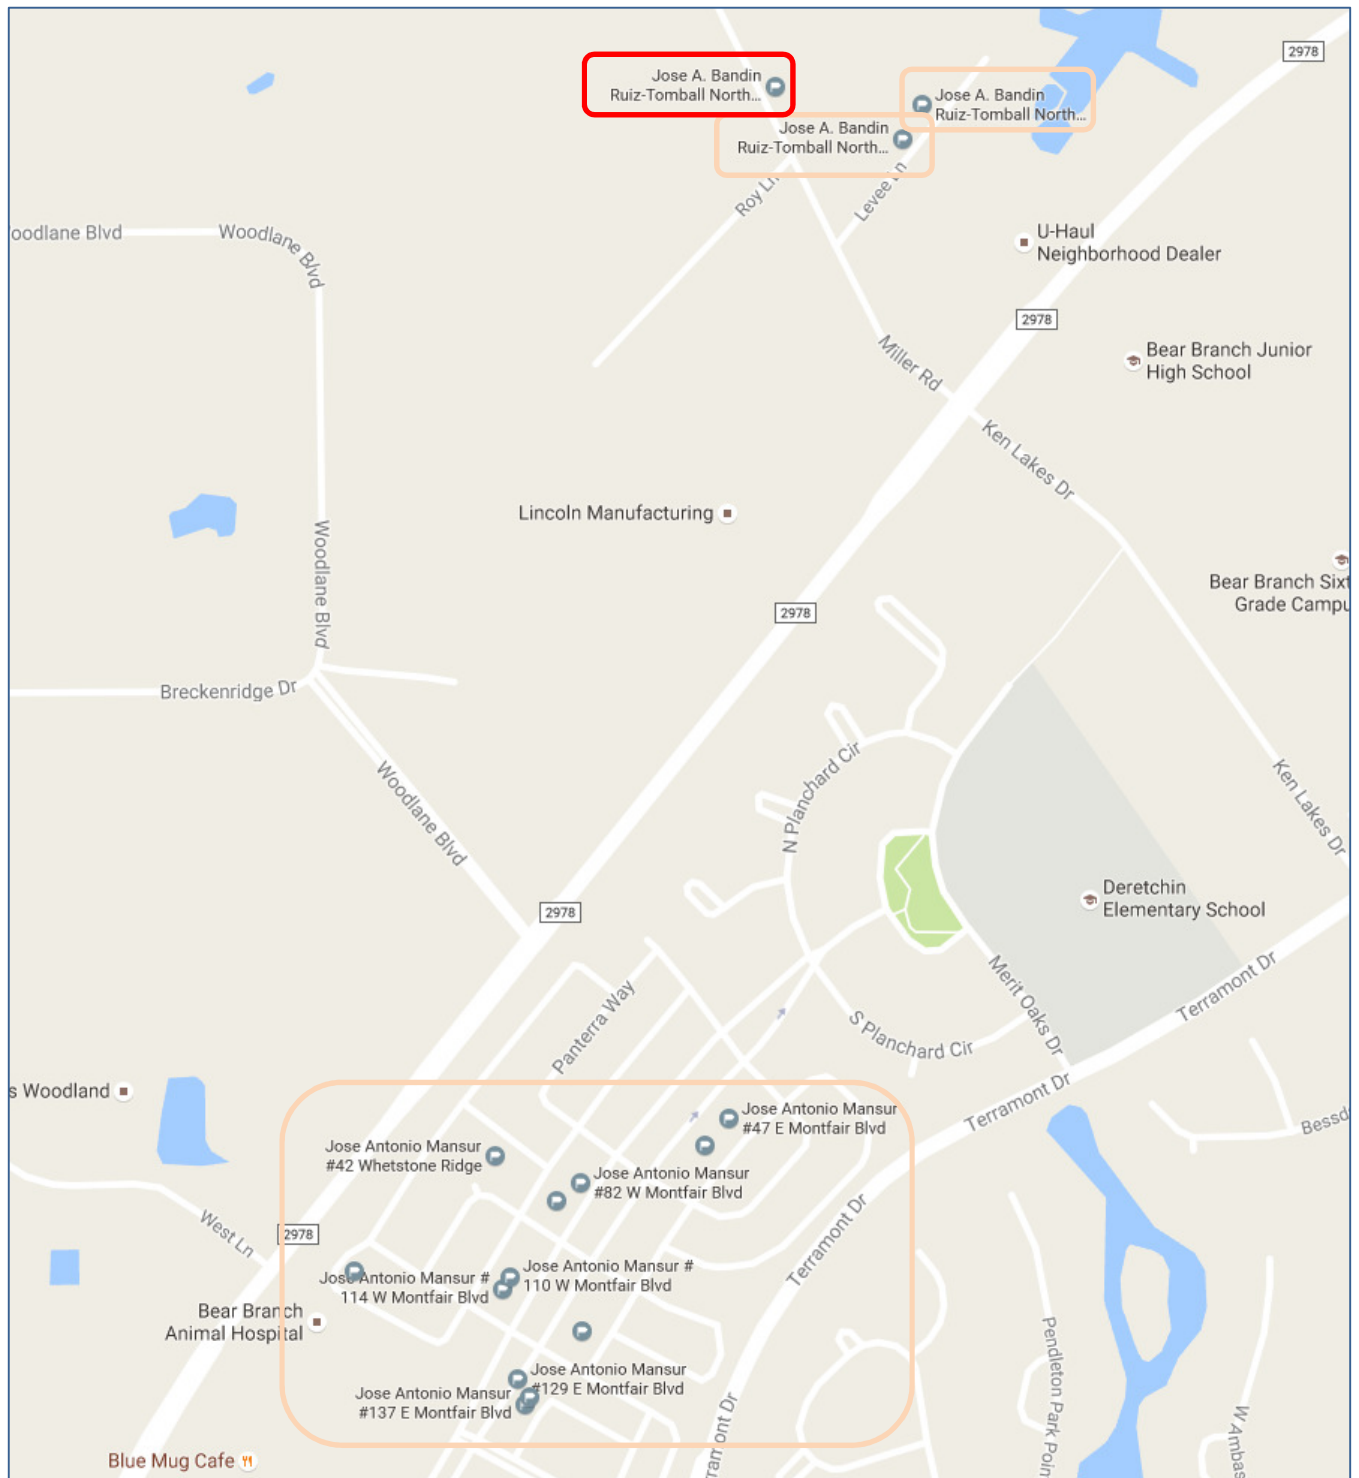 2978
Jose A. Bandin
Ruiz-Tomball North...
Jose A. Bandin
Ruiz-Tomball North...
Jose A. Bandin
Ruiz-Tomball North...
Roy Ln
Levee Ln
oodlane Blvd
Woodlane Blvd
U-Haul
Neighborhood Dealer
2978
Miller Rd
Bear Branch Junior
High School
Ken Lakes Dr
Lincoln Manufacturing
Woodlane Blvd
Bear Branch Sixt
Grade Campu
2978
Breckenridge Dr
N Planchard Cir
Woodlane Blvd
Ken Lakes Dr
Deretchin
Elementary School
2978
Merit Oaks Dr
Terramont Dr
Panterra Way
S Planchard Cir
s Woodland
Terramont Dr
Bessd
Jose Antonio Mansur
#47 E Montfair Blvd
Jose Antonio Mansur
#42 Whetstone Ridge
Jose Antonio Mansur
#82 W Montfair Blvd
West Ln
2978
Terramont Dr
Jose Antonio Mansur #
114 W Montfair Blvd
Jose Antonio Mansur #
110 W Montfair Blvd
Bear Branch
Animal Hospital
Pendleton Park Poin
Jose Antonio Mansur
#129 E Montfair Blvd
Jose Antonio Mansur
#137 E Montfair Blvd
rramont Dr
W Ambas
Blue Mug Cafe